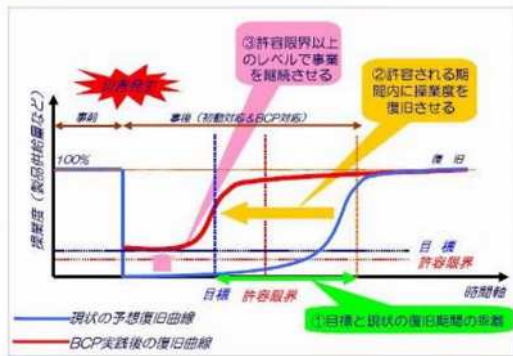 ③許容限界以上
のレベルで事業
を継続させる
②許容される期
間内に操業度を
復旧させる
事前
事後（初動対応&BCP対応）
100%
復 旧
操業度（製品供給量など）
目 標
許容限界
目標
許容限界
時間軸
①目標と現状の復旧期間の乖離
現状の予想復旧曲線
BCP実践後の復旧曲線